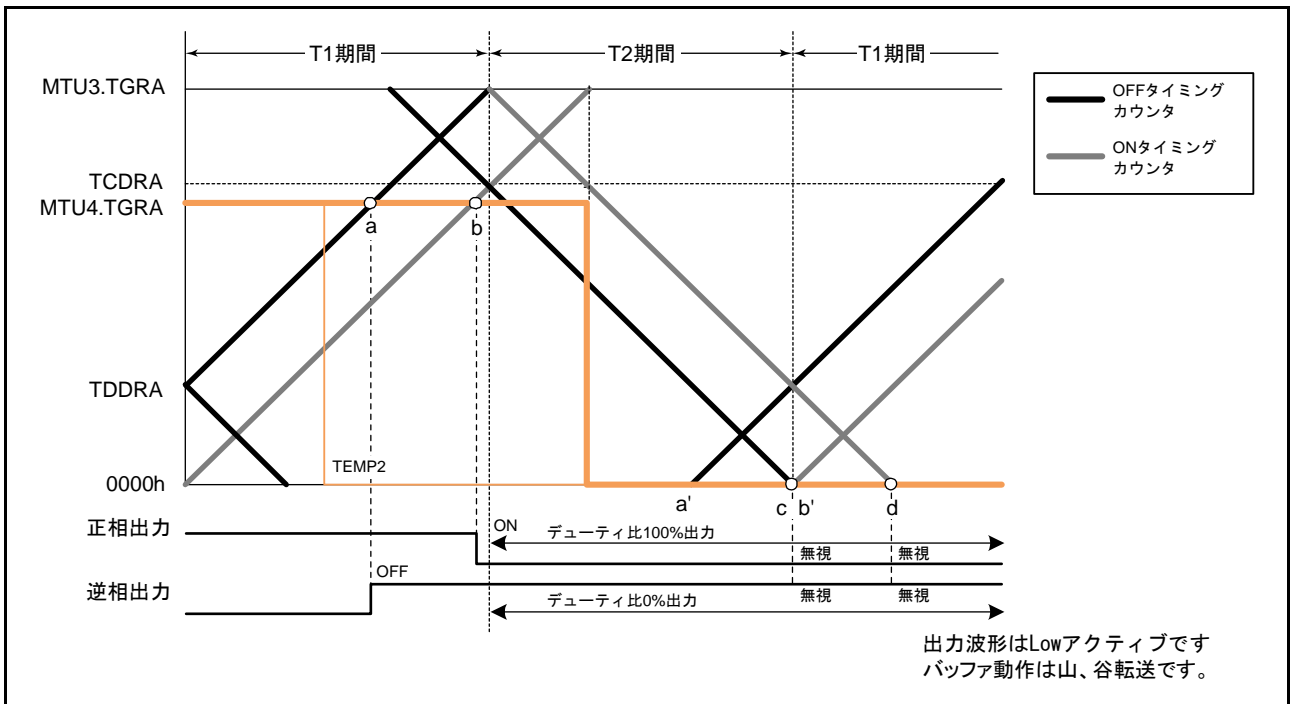 T1期間
T2期間
T1期間
MTU3.TGRA
OFFタイミング
カウンタ
ONタイミング
カウンタ
TCDRA
MTU4.TGRA
a
b
TDDRA
TEMP2
0000h
a'
c
b'
d
正相出力
ON
デューティ比100%出力
無視
無視
OFF
逆相出力
デューティ比0%出力
無視
無視
出力波形はLowアクティブです
バッファ動作は山、谷転送です。